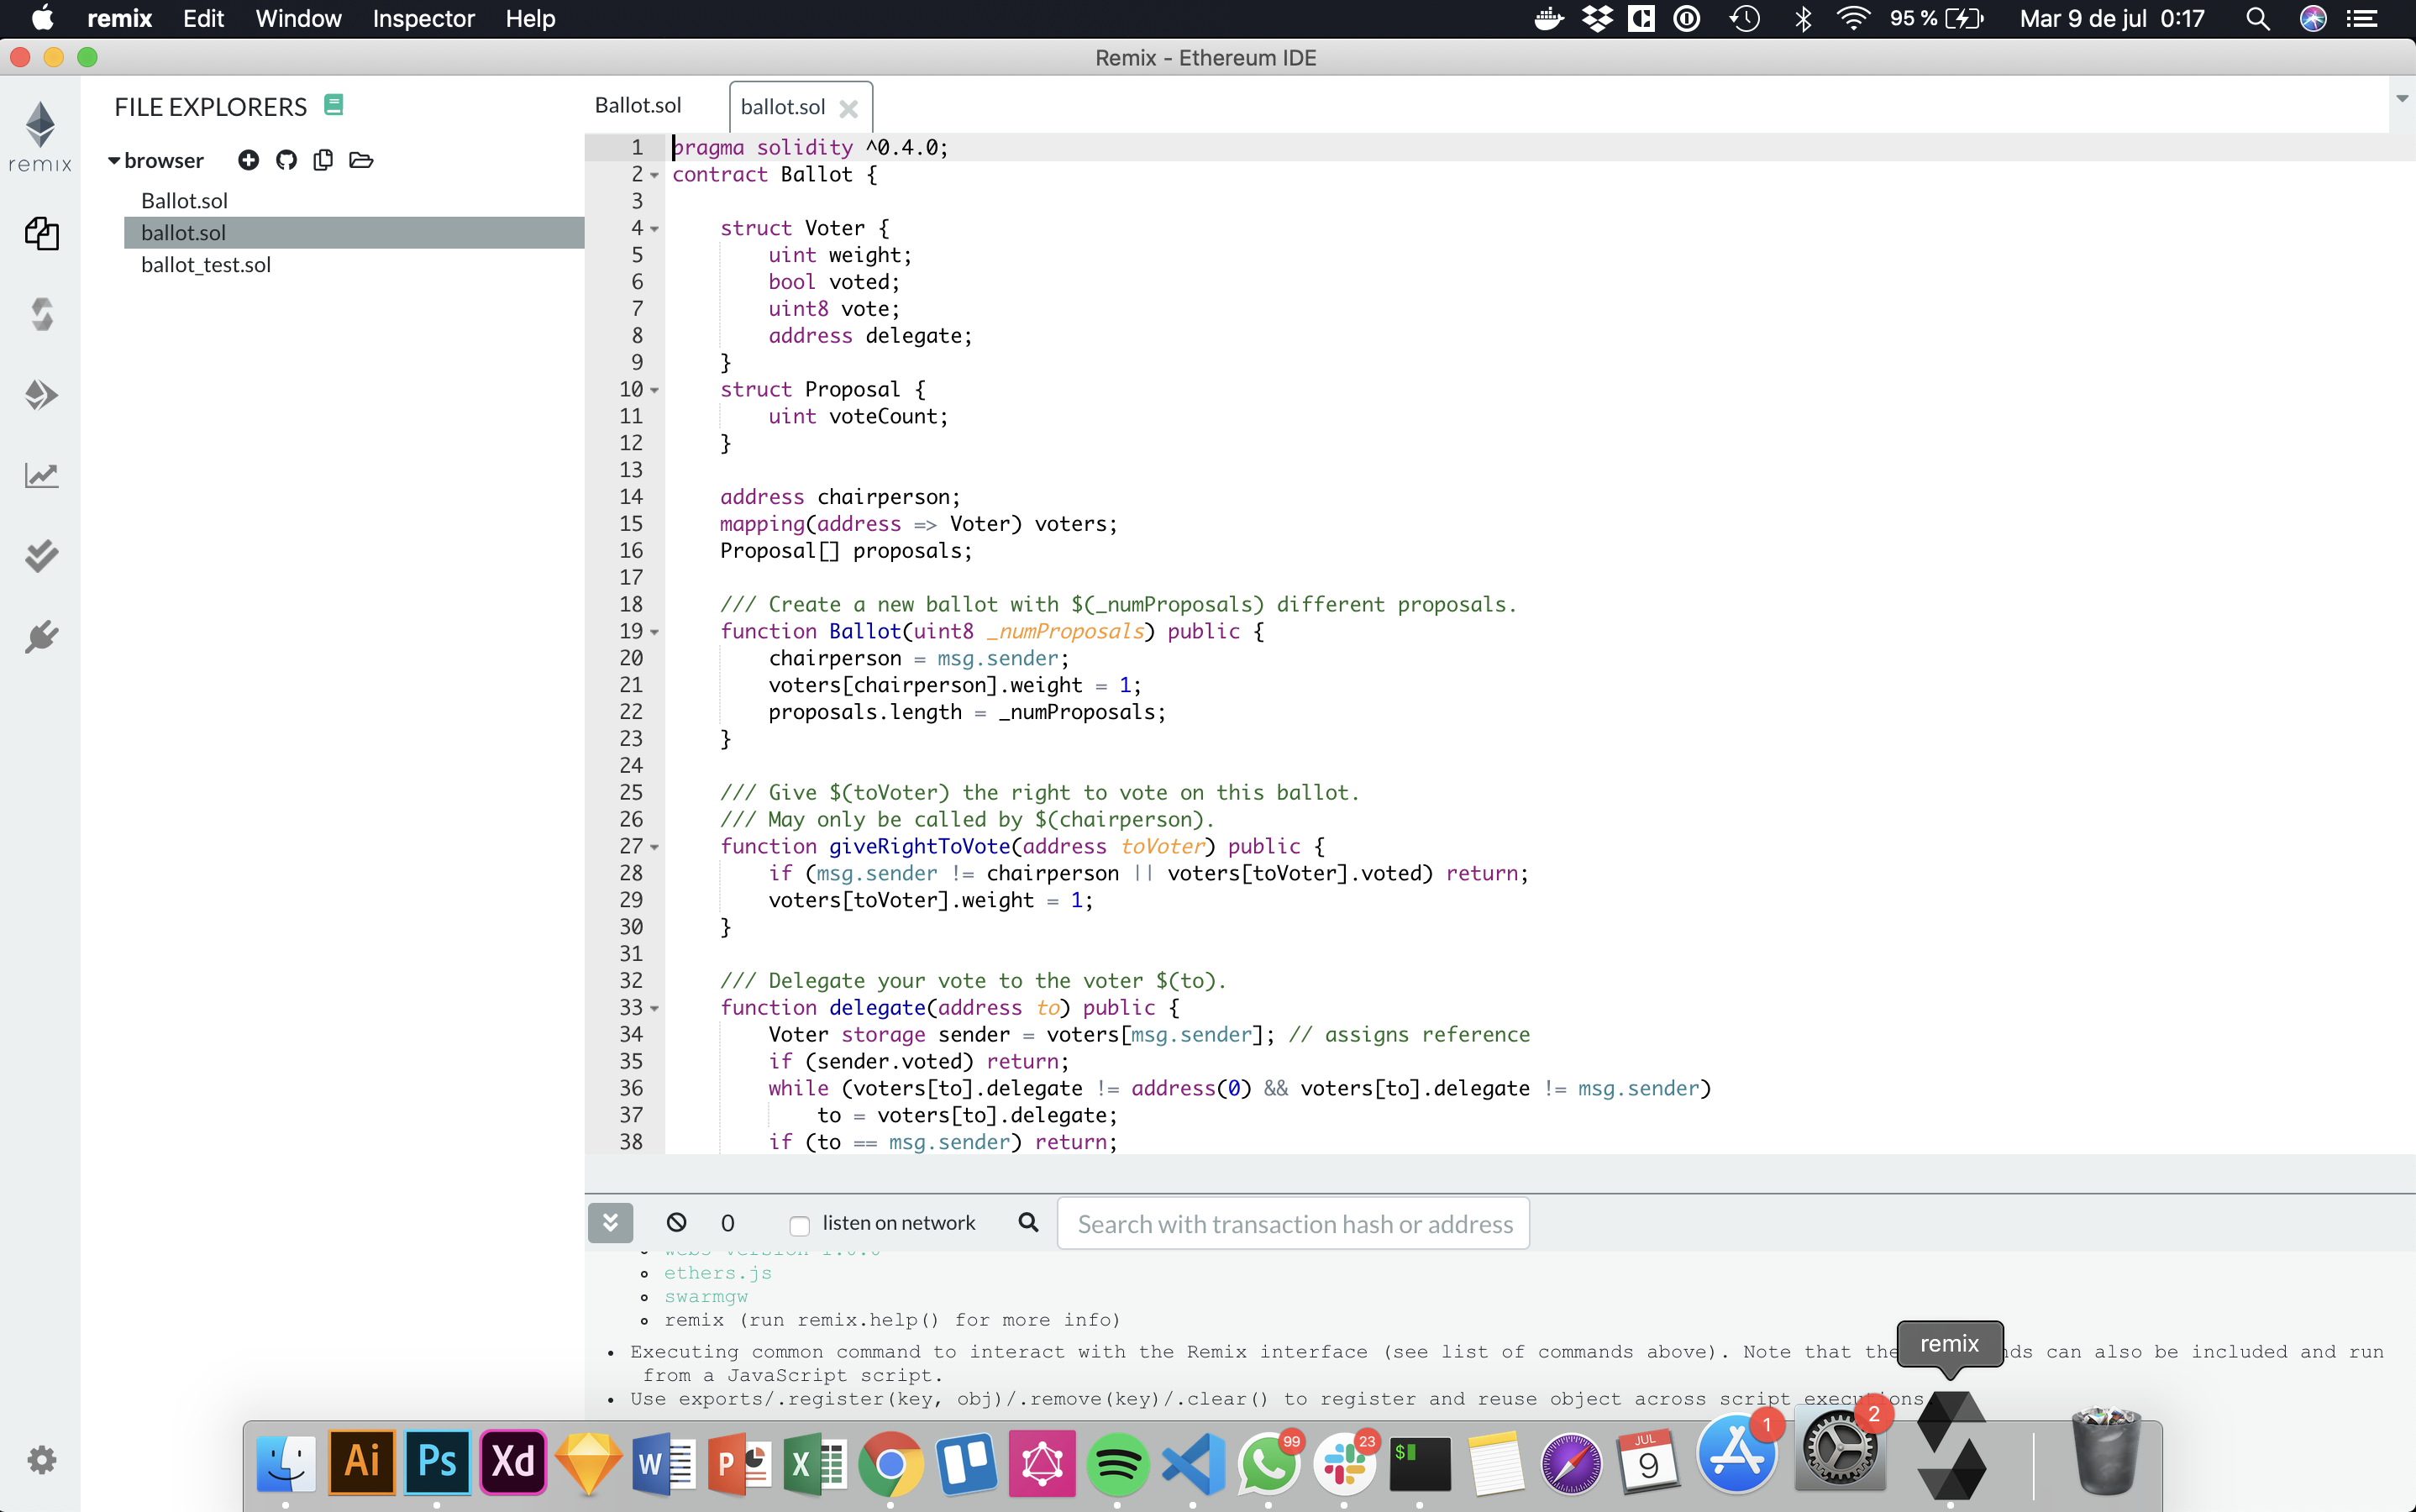 remix Edit Window Inspector Help 95 % Mar 9 de jul 0:17
Remix - Ethereum IDE
remix
FILE EXPLORERS
browser
Ballot.sol
ballot.sol
ballot_test.sol
Ballot.sol ballot.sol
1 pragma solidity ^0.4.0;
2 contract Ballot {
3
4 struct Voter {
5 uint weight;
6 bool voted;
7 uint8 vote;
8 address delegate;
9 }
10 struct Proposal {
11 uint voteCount;
12 }
13
14 address chairperson;
15 mapping(address => Voter) voters;
16 Proposal[] proposals;
17
18 /// Create a new ballot with $(_numProposals) different proposals.
19 function Ballot(uint8 _numProposals) public {
20 chairperson = msg.sender;
21 voters[chairperson].weight = 1;
22 proposals.length = _numProposals;
23 }
24
25 /// Give $(toVoter) the right to vote on this ballot.
26 /// May only be called by $(chairperson).
27 function giveRightToVote(address toVoter) public {
28 if (msg.sender != chairperson || voters[toVoter].voted) return;
29 voters[toVoter].weight = 1;
30 }
31
32 /// Delegate your vote to the voter $(to).
33 function delegate(address to) public {
34 Voter storage sender = voters[msg.sender]; // assigns reference
35 if (sender.voted) return;
36 while (voters[to].delegate != address(0) && voters[to].delegate != msg.sender)
37 to = voters[to].delegate;
38 if (to == msg.sender) return;
0 listen on network Search with transaction hash or address
ethers.js
swarmgw
remix (run remix.help() for more info)
Executing common command to interact with the Remix interface (see list of commands above). Note that the ds can also be included and run
from a JavaScript script.
Use exports/.register(key, obj)/.remove(key)/.clear() to register and reuse object across script executions.
remix
Ai Ps Xd W P X 99 23 $ JUL 9 1 2